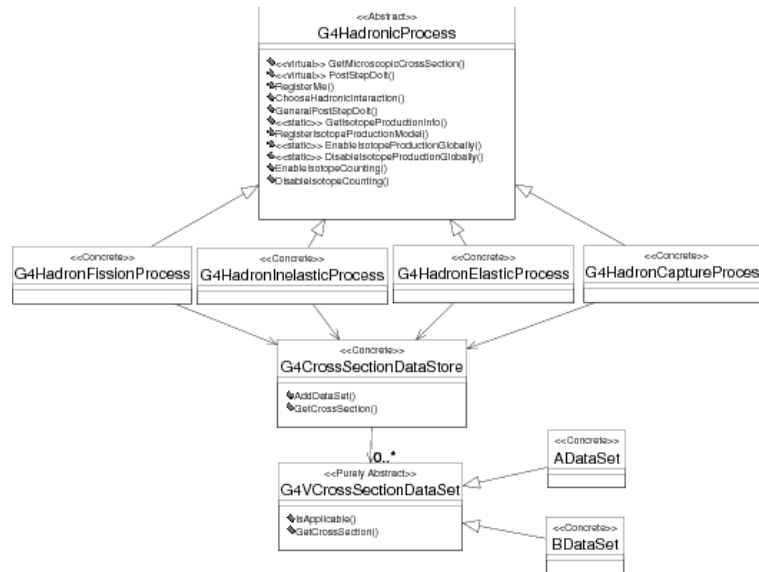 <<Abstract>>
G4HadronicProcess
<<virtual>> GetMicroscopicCrossSection()
<<virtual>> PostStepDoIt()
RegisterMe()
ChooseHadronicInteraction()
GeneralPostStepDoIt()
<<static>> GetIsotopeProductionInfo()
RegisterIsotopeProductionModel()
<<static>> EnableIsotopeProductionGlobally()
<<static>> DisableIsotopeProductionGlobally()
EnableIsotopeCounting()
DisableIsotopeCounting()
<<Concrete>>
G4HadronFissionProcess
<<Concrete>>
G4HadronInelasticProcess
<<Concrete>>
G4HadronElasticProcess
<<Concrete>>
G4HadronCaptureProcess
<<Concrete>>
G4CrossSectionDataStore
AddDataSet()
GetCrossSection()
0..*
<<Purely Abstract>>
G4VCrossSectionDataSet
IsApplicable()
GetCrossSection()
<<Concrete>>
ADataSet
<<Concrete>>
BDataSet